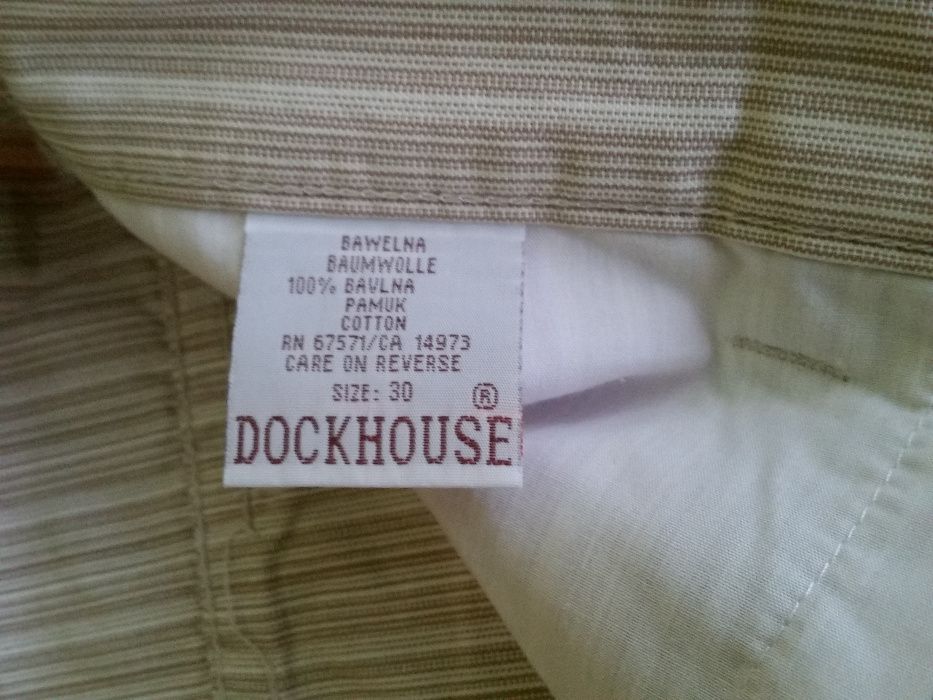 BAWELNA
BAUMWOLLE
100% BAVLNA
PAMUK
COTTON
RN 67571/CA 14973
CARE ON REVERSE
SIZE: 30
®
DOCKHOUSE